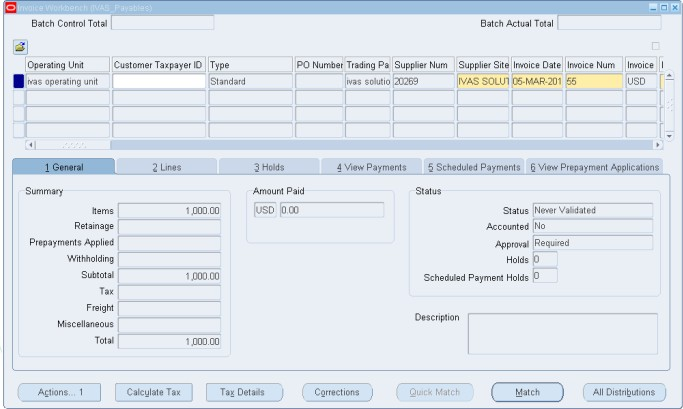 Invoice Workbench (IVAS_Payables)
Batch Control Total
Batch Actual Total
Operating Unit Customer Taxpayer ID Type PO Number Trading Pa Supplier Num Supplier Site Invoice Date Invoice Num Invoice
ivas operating unit Standard ivas solutio 20269 IVAS SOLUT 05-MAR-201 55 USD
1 General 2 Lines 3 Holds 4 View Payments 5 Scheduled Payments 6 View Prepayment Applications
Summary
Items 1,000.00
Retainage
Prepayments Applied
Withholding
Subtotal 1,000.00
Tax
Freight
Miscellaneous
Total 1,000.00
Amount Paid
USD 0.00
Status
Status Never Validated
Accounted No
Approval Required
Holds 0
Scheduled Payment Holds 0
Description
Actions... 1 Calculate Tax Tax Details Corrections Quick Match Match All Distributions